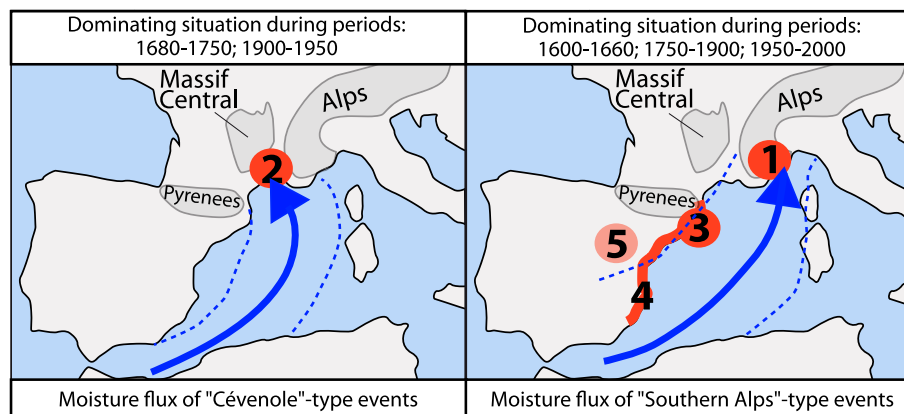 Dominating situation during periods:
1680-1750; 1900-1950
Massif
Central
Alps
2
Pyrenees
Moisture flux of "Cévenole"-type events
Dominating situation during periods:
1600-1660; 1750-1900; 1950-2000
Massif
Central
Alps
1
Pyrenees
3
5
4
Moisture flux of "Southern Alps"-type events